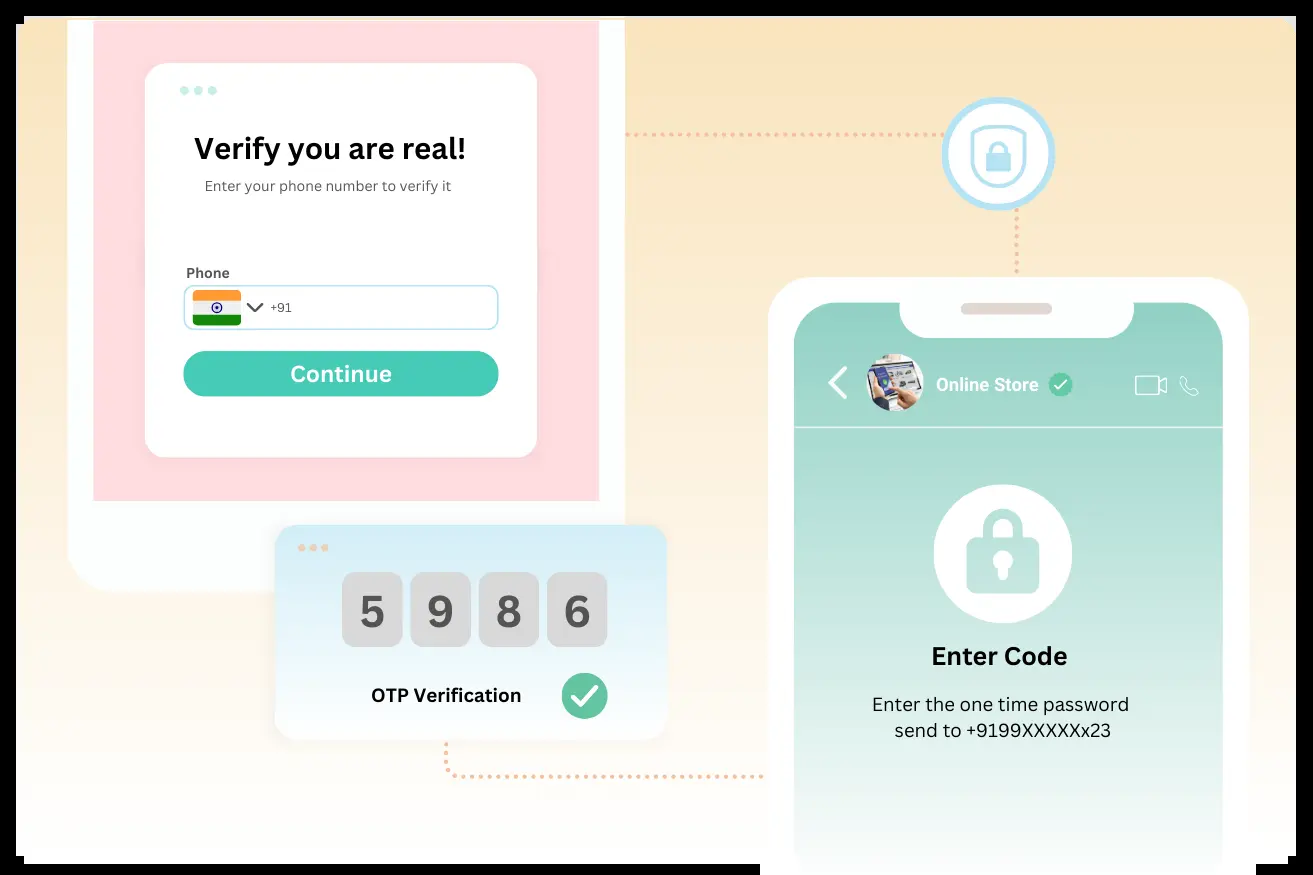 Verify you are real!
Enter your phone number to verify it
Phone
+91
Continue
5 9 8 6
OTP Verification
Online Store
Enter Code
Enter the one time password
send to +9199XXXXXx23